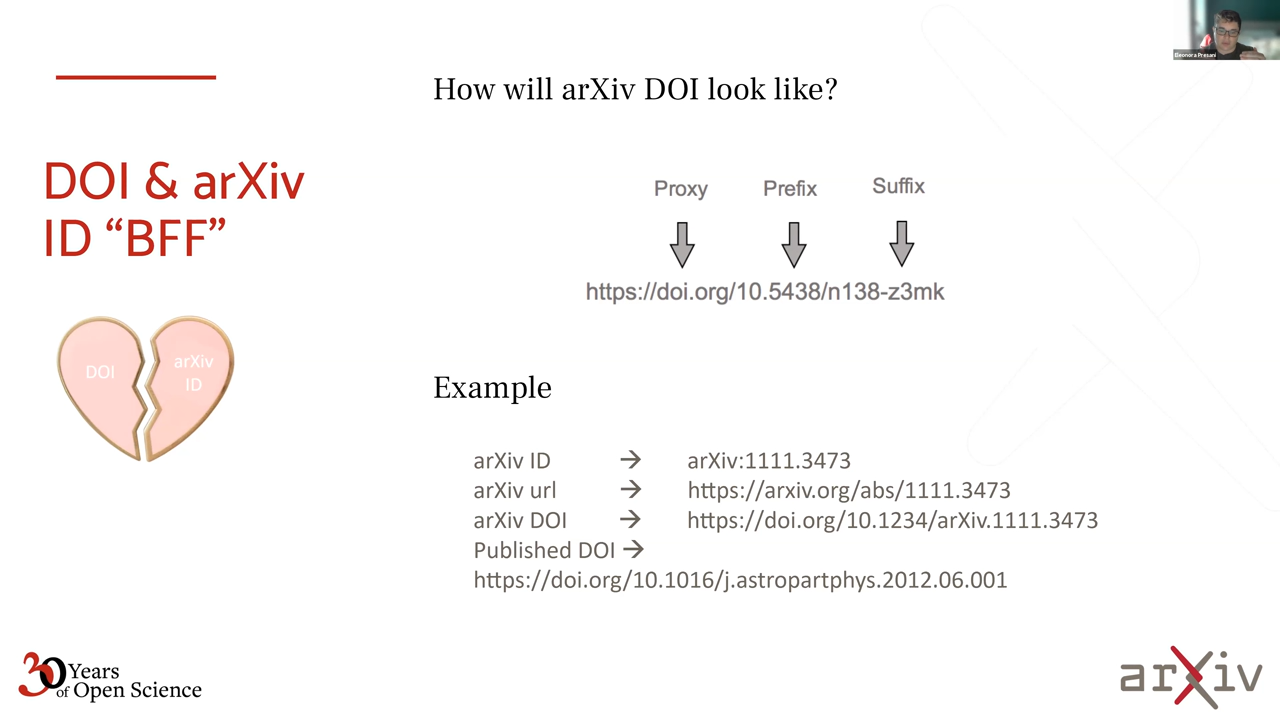 Eleonora Presani
How will arXiv DOI look like?
DOI & arXiv
ID “BFF”
DOI
arXiv
ID
Proxy
Prefix
Suffix
https://doi.org/10.5438/n138-z3mk
Example
arXiv ID → arXiv:1111.3473
arXiv url → https://arxiv.org/abs/1111.3473
arXiv DOI → https://doi.org/10.1234/arXiv.1111.3473
Published DOI →
https://doi.org/10.1016/j.astropartphys.2012.06.001
30 Years
of Open Science
arXiv